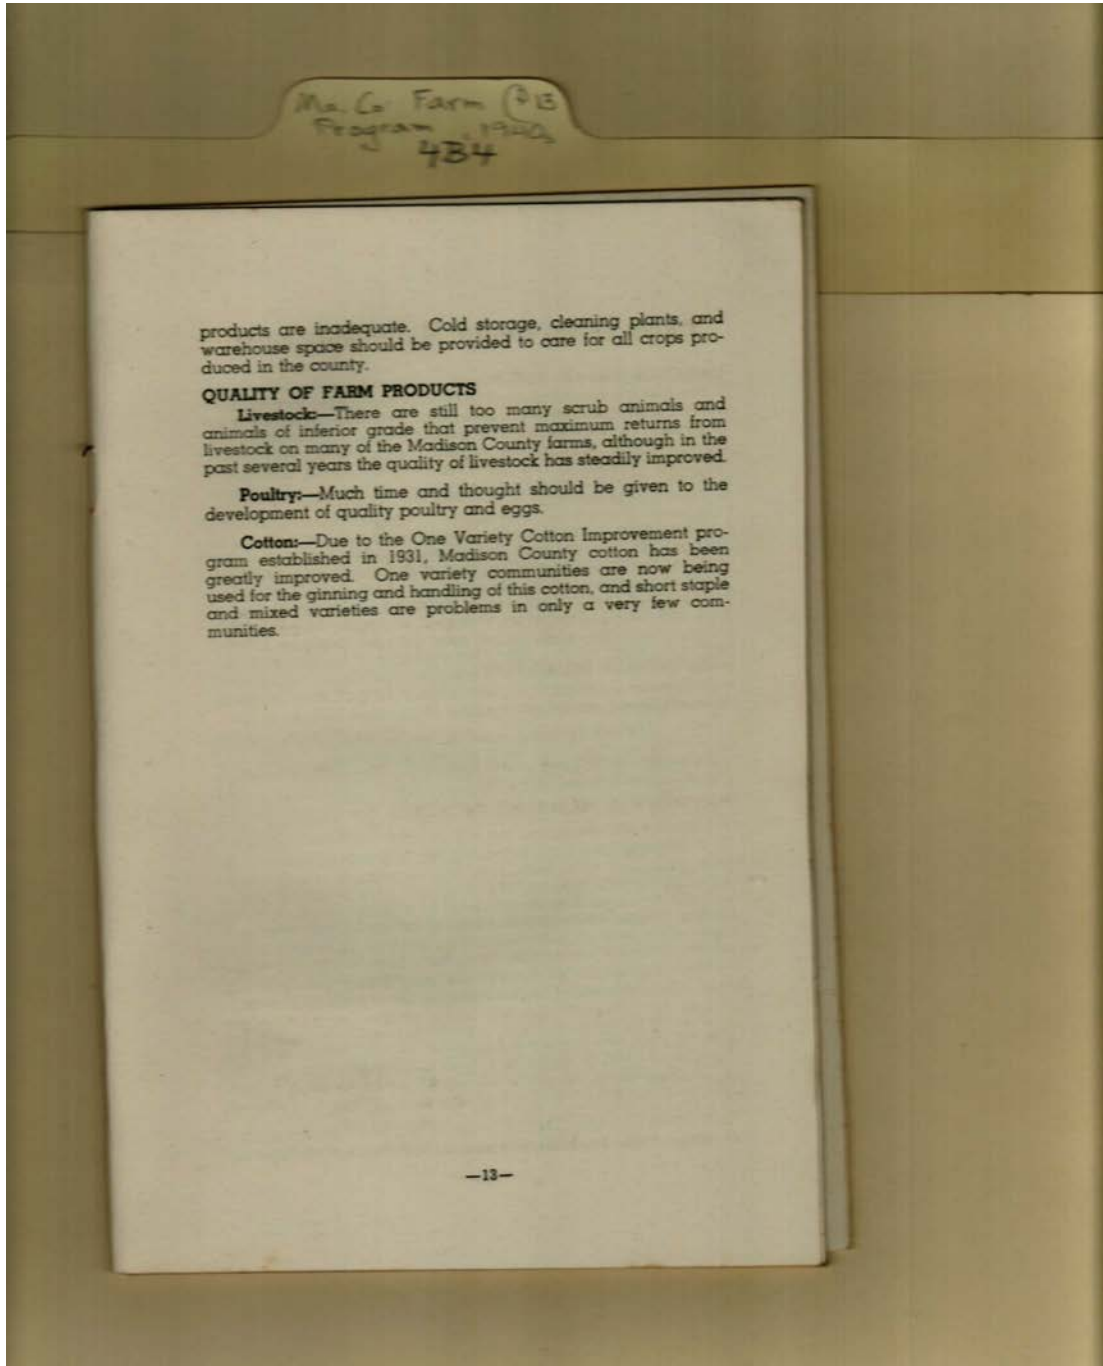 Ma. Co Farm p13
Program, 1940s
4B4
products are inadequate. Cold storage, cleaning plants, and
warehouse space should be provided to care for all crops pro-
duced in the county.
QUALITY OF FARM PRODUCTS
Livestock:—There are still too many scrub animals and
animals of inferior grade that prevent maximum returns from
livestock on many of the Madison County farms, although in the
past several years the quality of livestock has steadily improved.
Poultry:—Much time and thought should be given to the
development of quality poultry and eggs.
Cotton:—Due to the One Variety Cotton Improvement pro-
gram established in 1931, Madison County cotton has been
greatly improved. One variety communities are now being
used for the ginning and handling of this cotton, and short staple
and mixed varieties are problems in only a very few com-
munities.
—13—